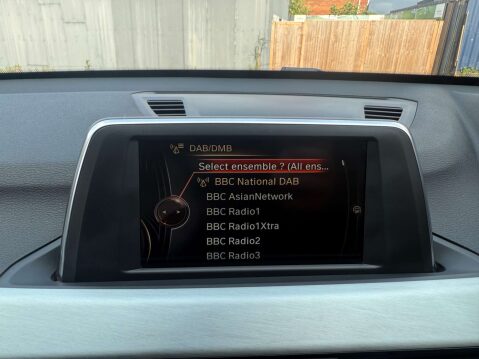 DAB/DMB
Select ensemble ? (All ens...
BBC National DAB
BBC AsianNetwork
BBC Radio1
BBC Radio1Xtra
BBC Radio2
BBC Radio3